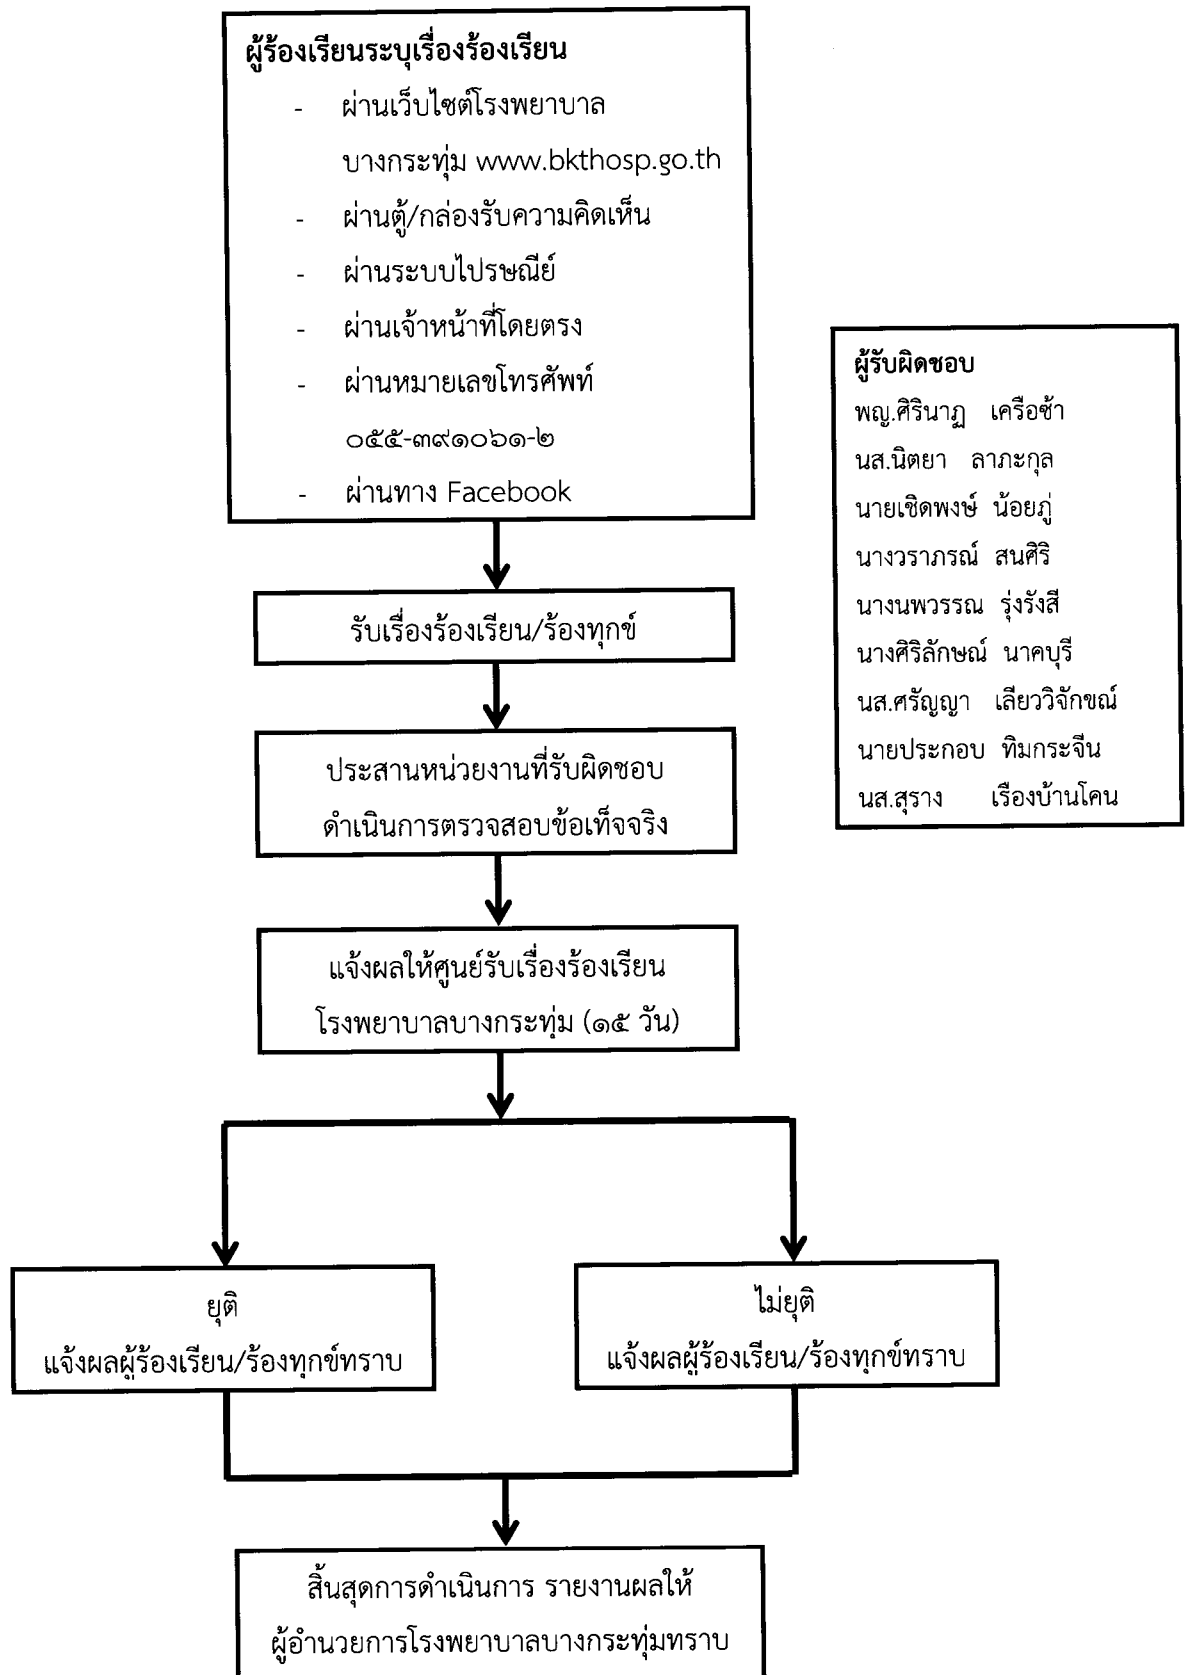 ผู้ร้องเรียนระบุเรื่องร้องเรียน
- ผ่านเว็บไซต์โรงพยาบาล
บางกระทุ่ม www.bkthosp.go.th
- ผ่านตู้/กล่องรับความคิดเห็น
- ผ่านระบบไปรษณีย์
- ผ่านเจ้าหน้าที่โดยตรง
- ผ่านหมายเลขโทรศัพท์
๐๕๕-๓๙๑๐๖๑-๒
- ผ่านทาง Facebook
ผู้รับผิดชอบ
พญ.ศิรินาฏ เครือซ้า
นส.นิตยา ลาภะกุล
นายเชิดพงษ์ น้อยภู่
นางวราภรณ์ สนศิริ
นางนพวรรณ รุ่งรังสี
นางศิริลักษณ์ นาคบุรี
นส.ศรัญญา เลียววิจักขณ์
นายประกอบ ทิมกระจีน
นส.สุราง เรืองบ้านโคน
รับเรื่องร้องเรียน/ร้องทุกข์
ประสานหน่วยงานที่รับผิดชอบ
ดำเนินการตรวจสอบข้อเท็จจริง
แจ้งผลให้ศูนย์รับเรื่องร้องเรียน
โรงพยาบาลบางกระทุ่ม (๑๕ วัน)
ยุติ
แจ้งผลผู้ร้องเรียน/ร้องทุกข์ทราบ
ไม่ยุติ
แจ้งผลผู้ร้องเรียน/ร้องทุกข์ทราบ
สิ้นสุดการดำเนินการ รายงานผลให้
ผู้อำนวยการโรงพยาบาลบางกระทุ่มทราบ